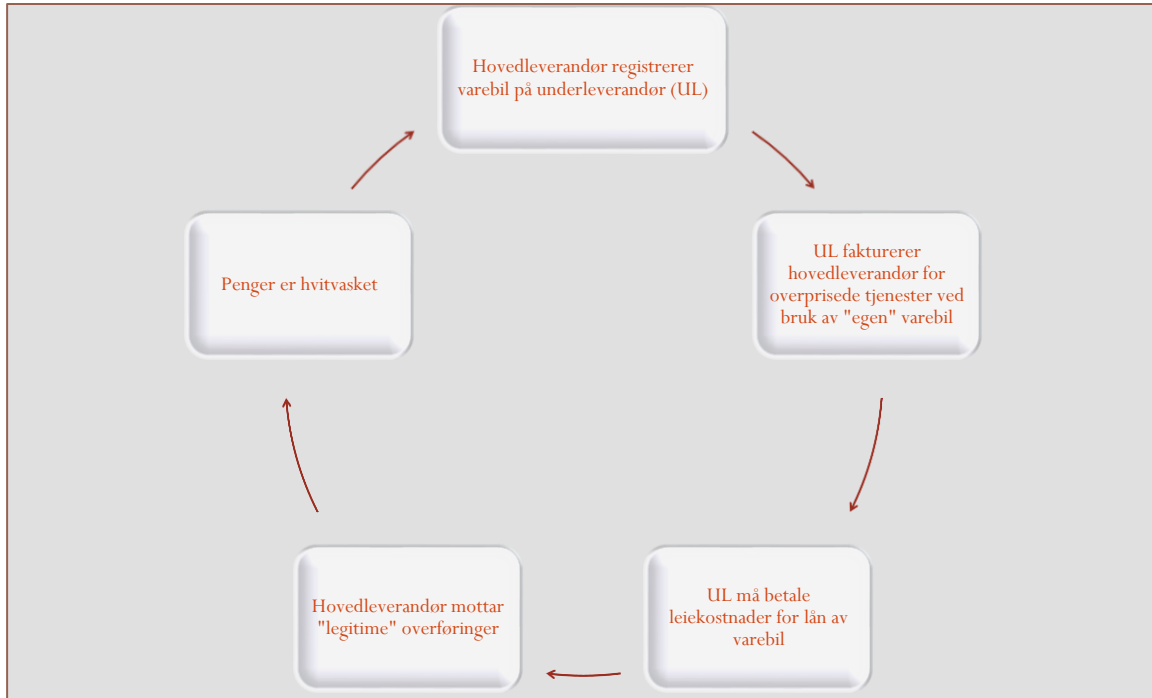 Hovedleverandør registrerer
varebil på underleverandør (UL)
UL fakturerer
hovedleverandør for
overprisede tjenester ved
bruk av "egen" varebil
UL må betale
leiekostnader for lån av
varebil
Hovedleverandør mottar
"legitime" overføringer
Penger er hvitvasket